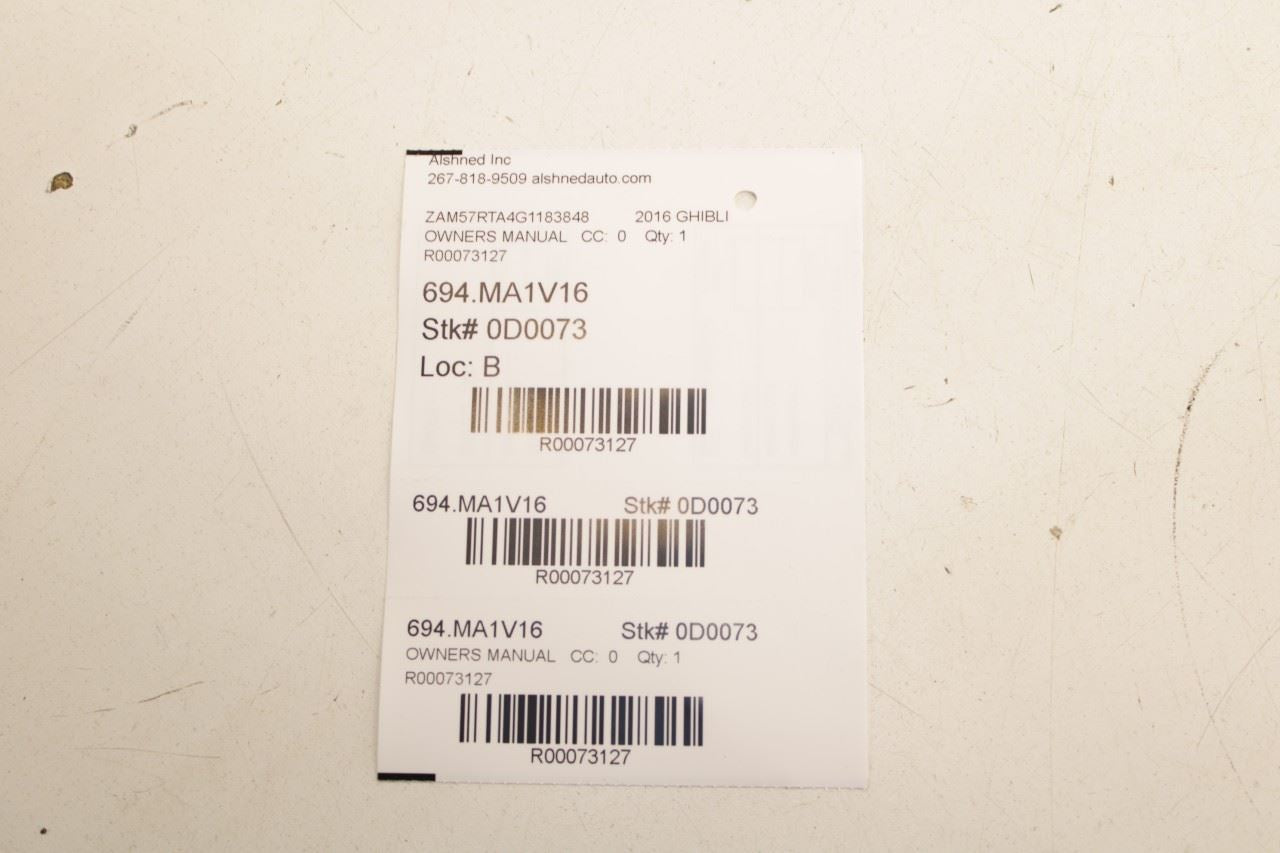 Alshned Inc
267-818-9509 alshnedauto.com
ZAM57RTA4G1183848 2016 GHIBLI
OWNERS MANUAL CC: 0 Qty: 1
R00073127
694.MA1V16
Stk# 0D0073
Loc: B
R00073127
694.MA1V16 Stk# 0D0073
R00073127
694.MA1V16 Stk# 0D0073
OWNERS MANUAL CC: 0 Qty: 1
R00073127
R00073127